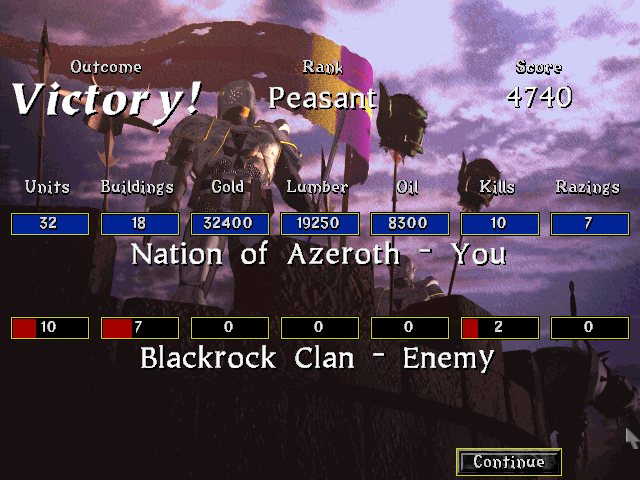 Outcome Rank Score
Victory! Peasant 4740
Units Buildings Gold Lumber Oil Kills Razings
32 18 32400 19250 8300 10 7
Nation of Azeroth - You
10 7 0 0 0 2 0
Blackrock Clan - Enemy
Continue